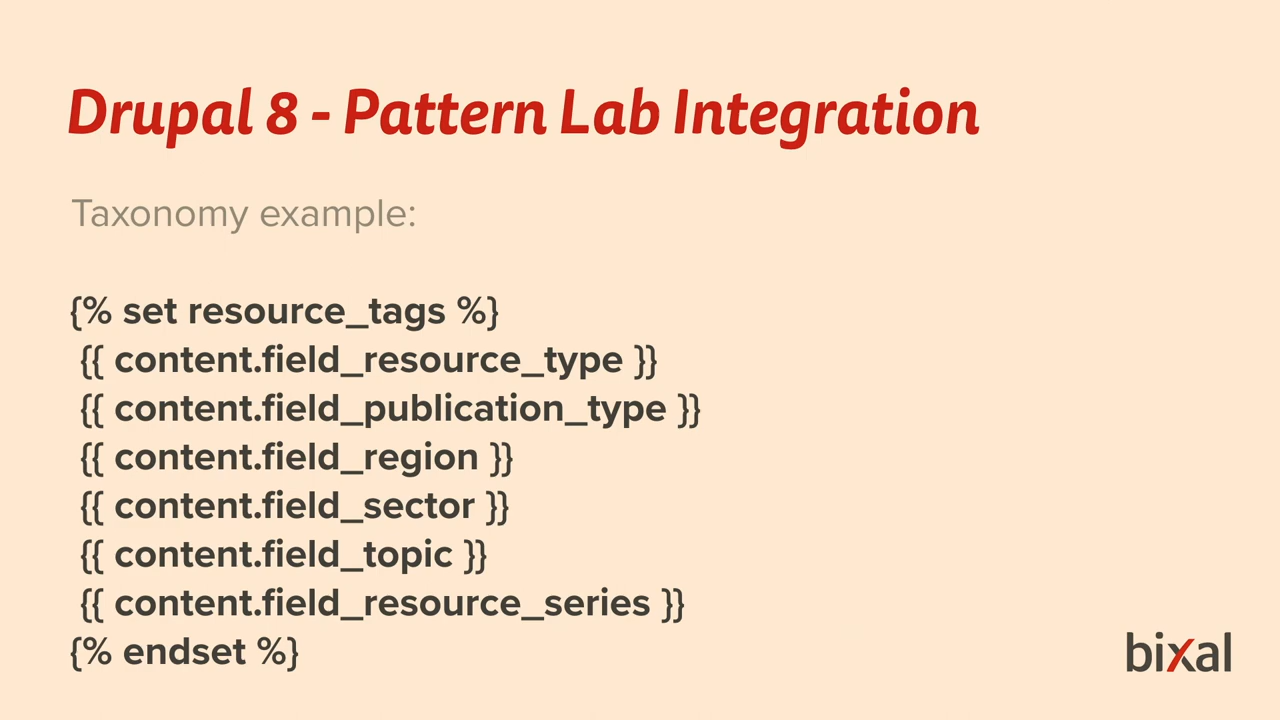 Drupal 8 - Pattern Lab Integration
Taxonomy example:
{% set resource_tags %}
{{ content.field_resource_type }}
{{ content.field_publication_type }}
{{ content.field_region }}
{{ content.field_sector }}
{{ content.field_topic }}
{{ content.field_resource_series }}
{% endset %}
bixal